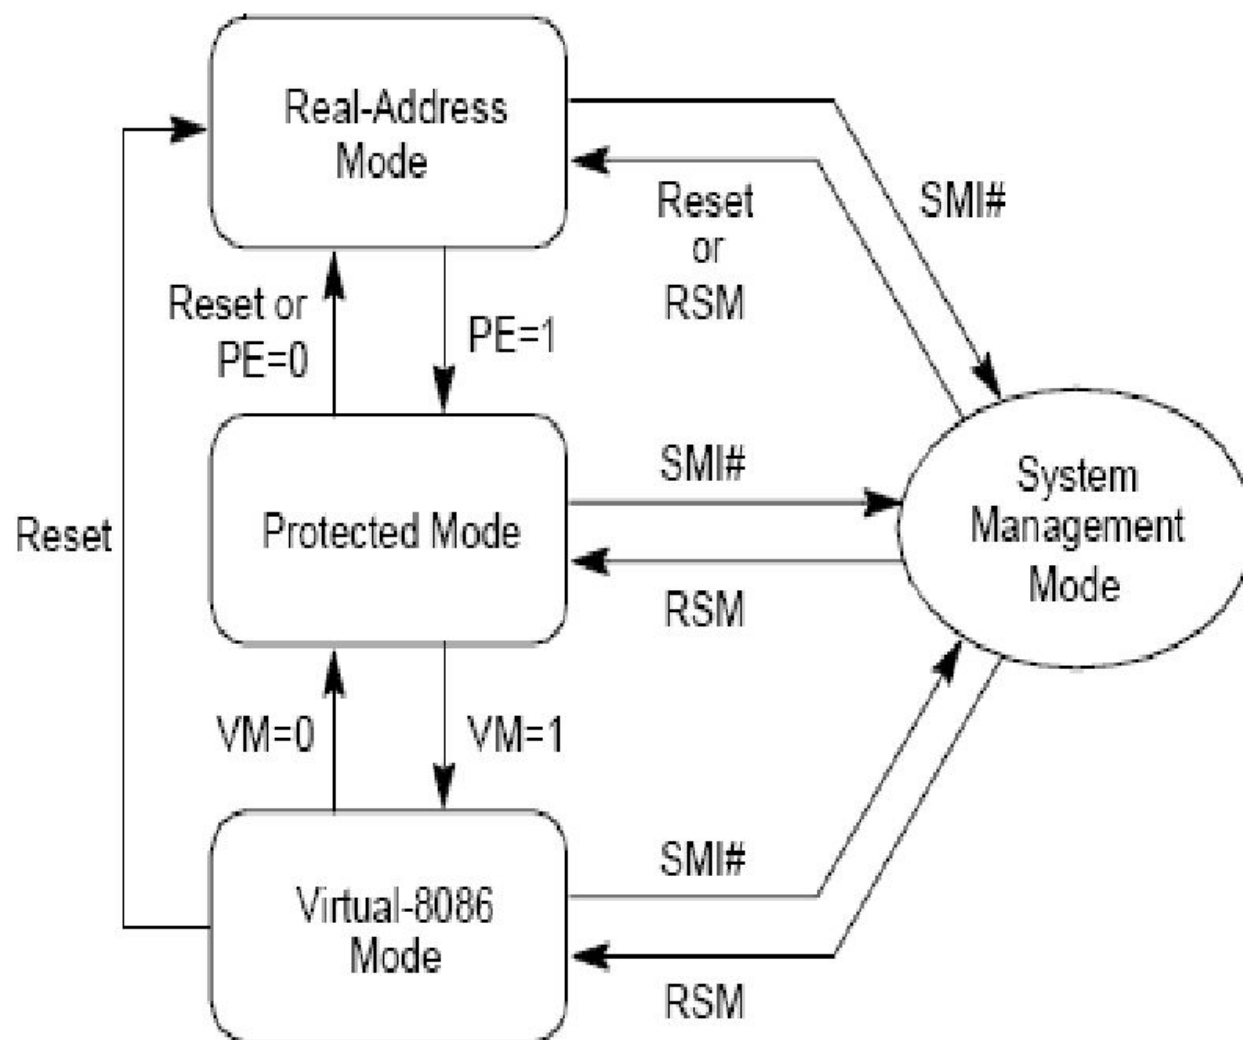 Real-Address
Mode
SMI#
Reset
or
RSM
Reset or
PE=0
PE=1
System
Management
Mode
SMI#
Protected Mode
Reset
RSM
VM=0
VM=1
SMI#
Virtual-8086
Mode
RSM